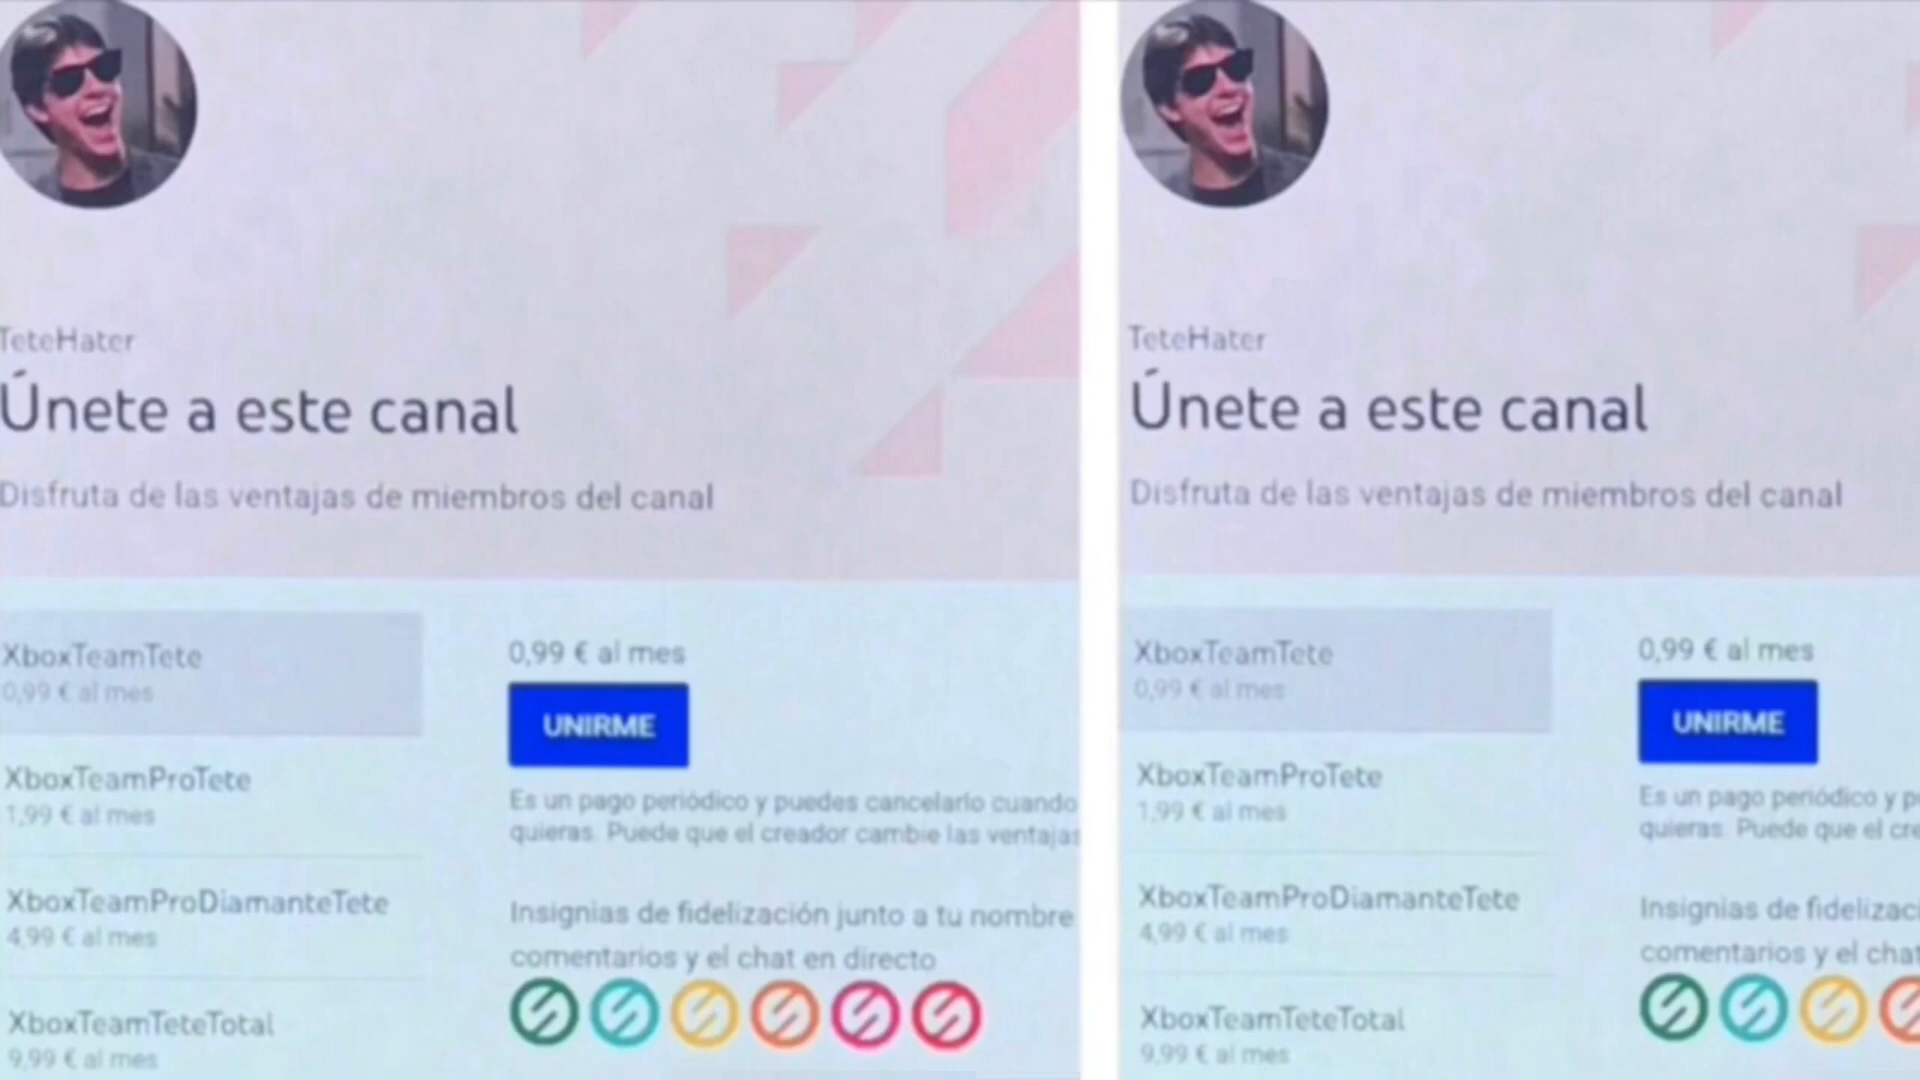 TeteHater
Únete a este canal
Disfruta de las ventajas de miembros del canal
XboxTeamTete
0,99 € al mes
XboxTeamProTete
1,99 € al mes
XboxTeamProDiamanteTete
4,99 € al mes
XboxTeamTeteTotal
9,99 € al mes
0,99 € al mes
UNIRME
Es un pago periódico y puedes cancelarlo cuando
quieras. Puede que el creador cambie las ventajas
Insignias de fidelización junto a tu nombre
comentarios y el chat en directo
TeteHater
Únete a este canal
Disfruta de las ventajas de miembros del canal
XboxTeamTete
0,99 € al mes
XboxTeamProTete
1,99 € al mes
XboxTeamProDiamanteTete
4,99 € al mes
XboxTeamTeteTotal
9,99 € al mes
0,99 € al mes
UNIRME
Es un pago periódico y p
quieras. Puede que el cre
Insignias de fidelizaci
comentarios y el chat